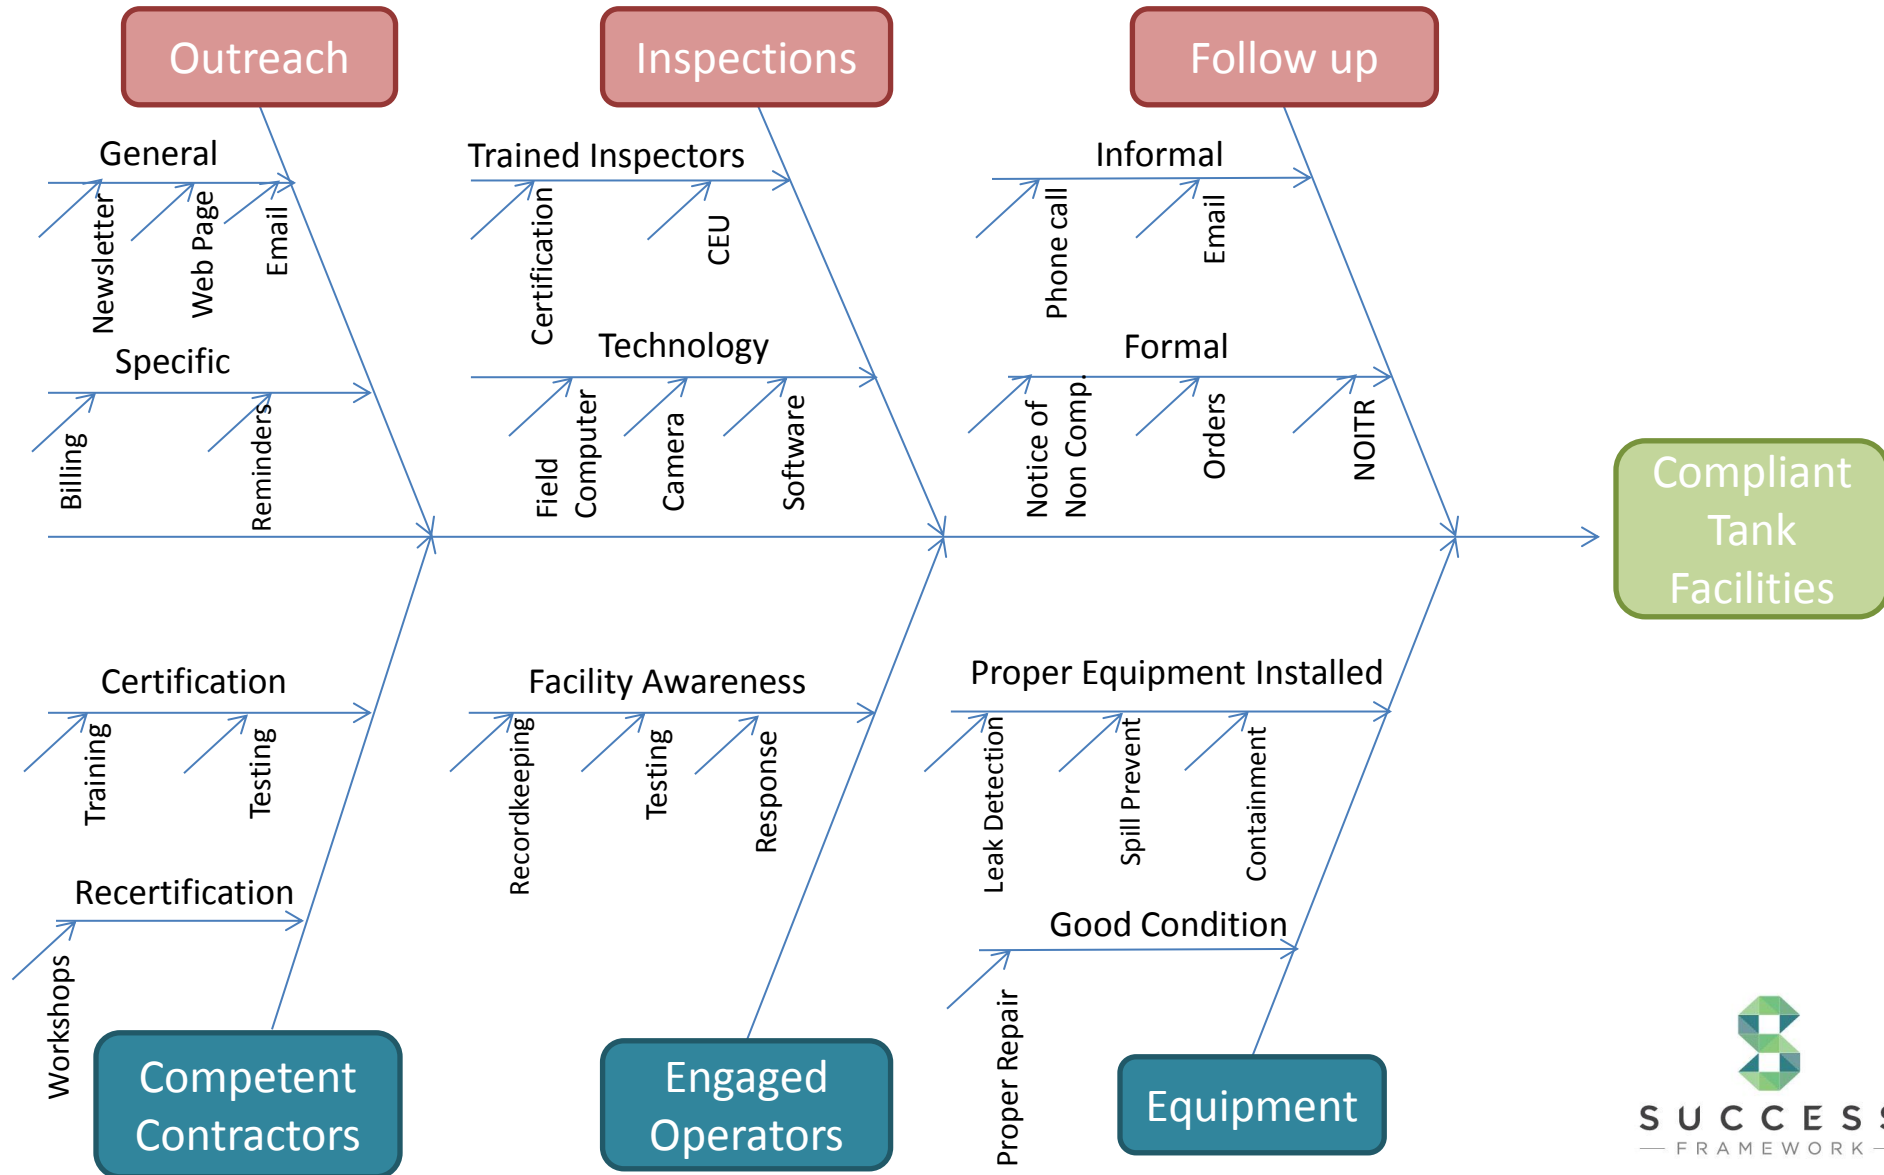 Outreach
Inspections
Follow up
General
Newsletter
Web Page
Email
Specific
Billing
Reminders
Trained Inspectors
Certification
CEU
Technology
Field
Computer
Camera
Software
Informal
Phone call
Email
Formal
Notice of
Non Comp.
Orders
NOITR
Compliant
Tank
Facilities
Certification
Training
Testing
Recertification
Workshops
Competent
Contractors
Facility Awareness
Recordkeeping
Testing
Response
Engaged
Operators
Proper Equipment Installed
Leak Detection
Spill Prevent
Containment
Good Condition
Proper Repair
Equipment
SUCCESS
FRAMEWORK